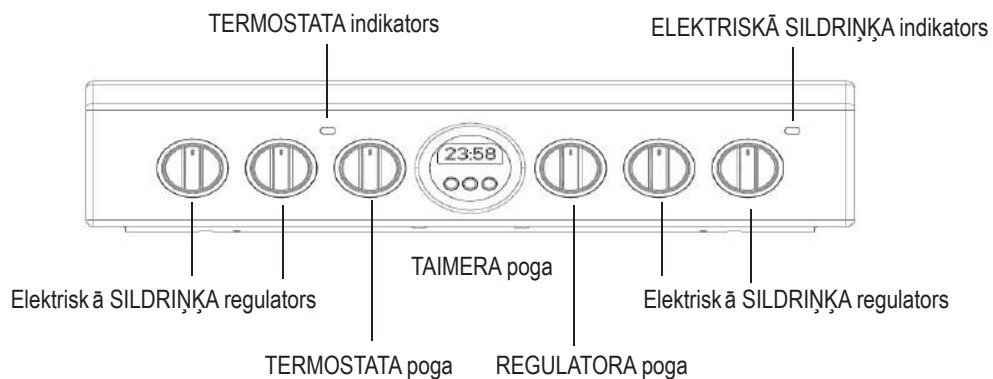 TERMOSTATA indikators
ELEKTRISKĀ SILDRIŅĶA indikators
23:58
TAIMERA poga
Elektrisk ā SILDRIŅĶA regulators
Elektrisk ā SILDRIŅĶA regulators
TERMOSTATA poga
REGULATORA poga